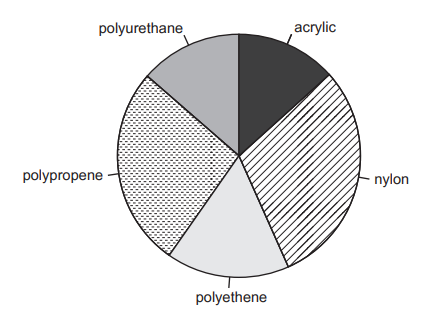 polyurethane
acrylic
polypropene
nylon
polyethene